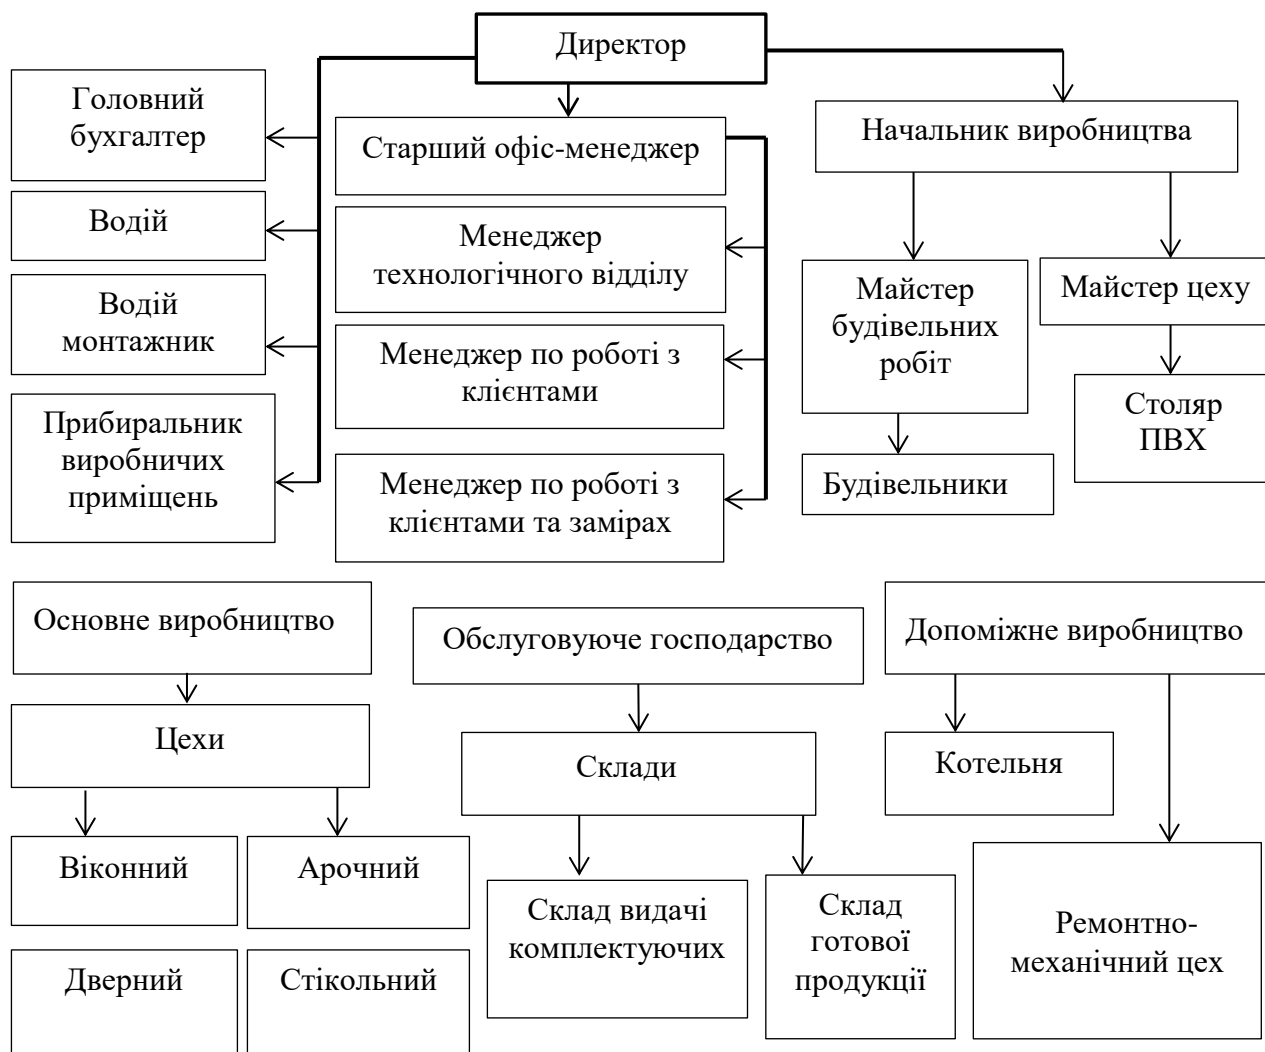 Директор
Головний
бухгалтер
Старший офіс-менеджер
Начальник виробництва
Водій
Менеджер
технологічного відділу
Майстер
будівельних
робіт
Майстер цеху
Водій
монтажник
Менеджер по роботі з
клієнтами
Столяр
ПВХ
Прибиральник
виробничих
приміщень
Менеджер по роботі з
клієнтами та замірах
Будівельники
Основне виробництво
Обслуговуюче господарство
Допоміжне виробництво
Цехи
Склади
Котельня
Віконний
Арочний
Склад видачі
комплектуючих
Склад
готової
продукції
Ремонтно-
механічний цех
Дверний
Стікольний